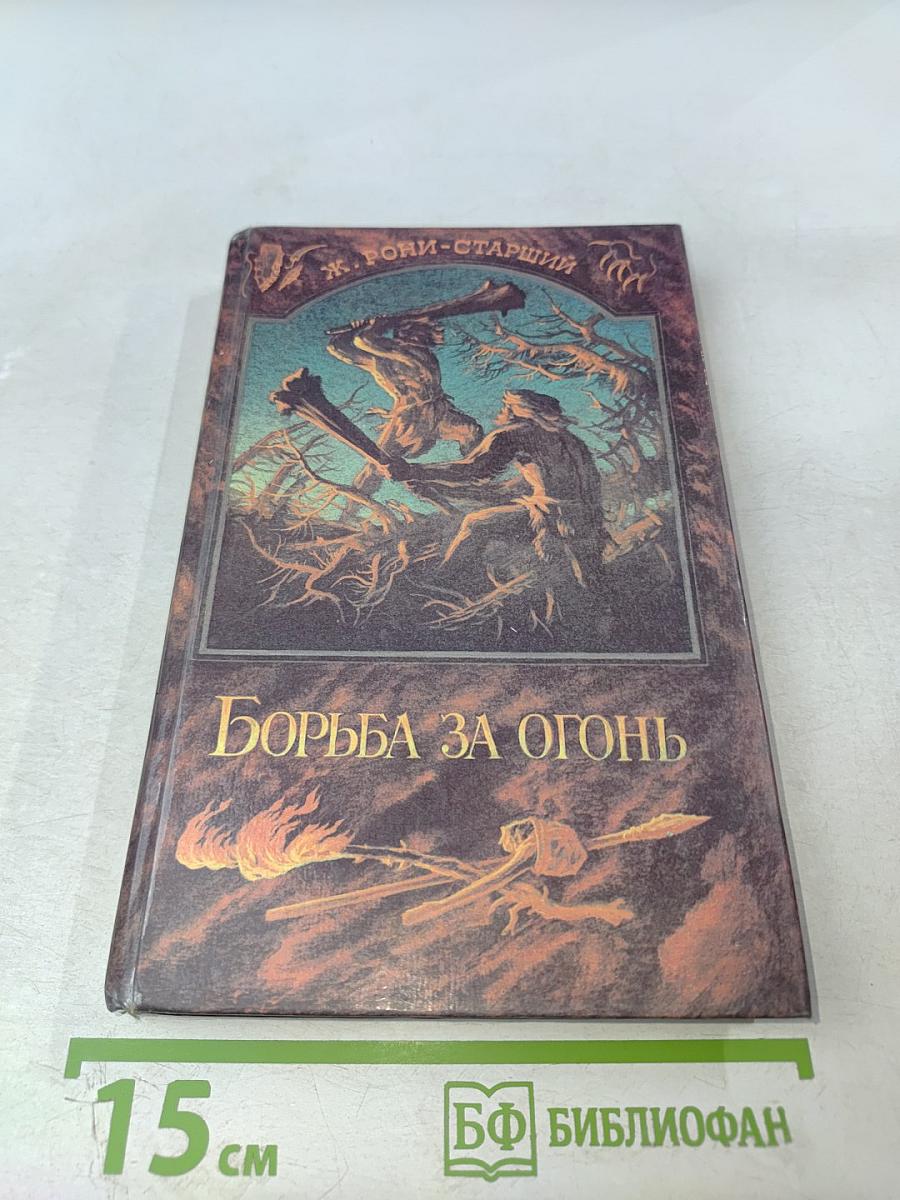 Ж. РОНИ-СТАРШИЙ
БОРЬБА ЗА ОГОНЬ
15 см
БФ БИБЛИОФАН